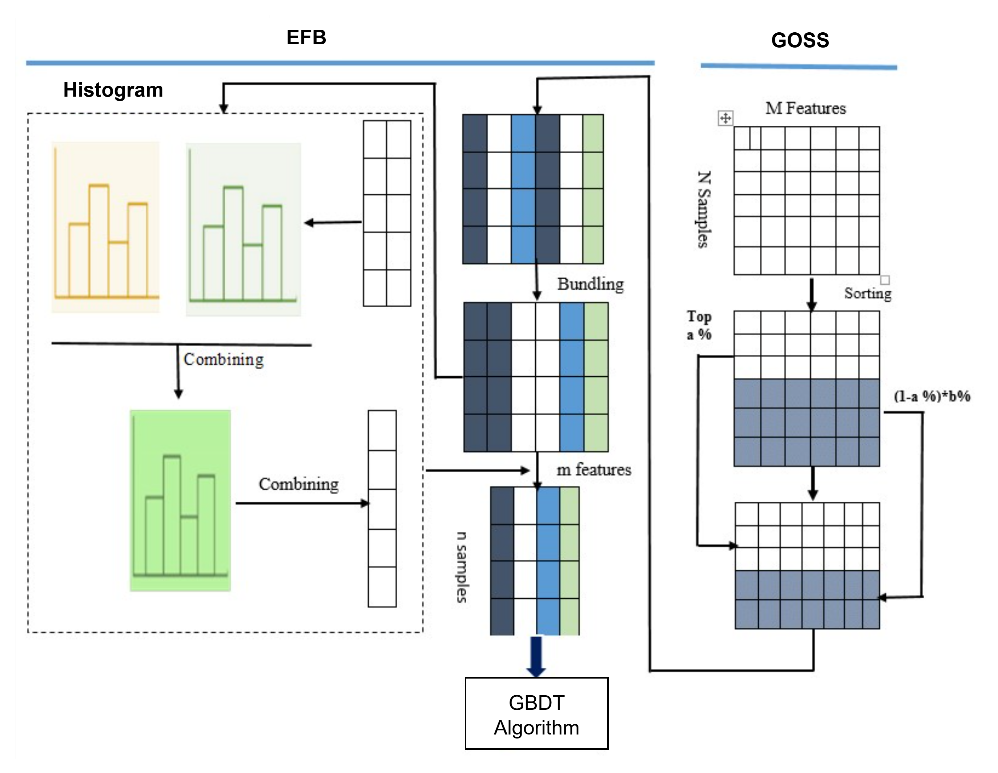 EFB
GOSS
Histogram
M Features
N Samples
Bundling
Sorting
Top
a %
Combining
(1-a %)*b%
m features
Combining
n samples
GBDT
Algorithm